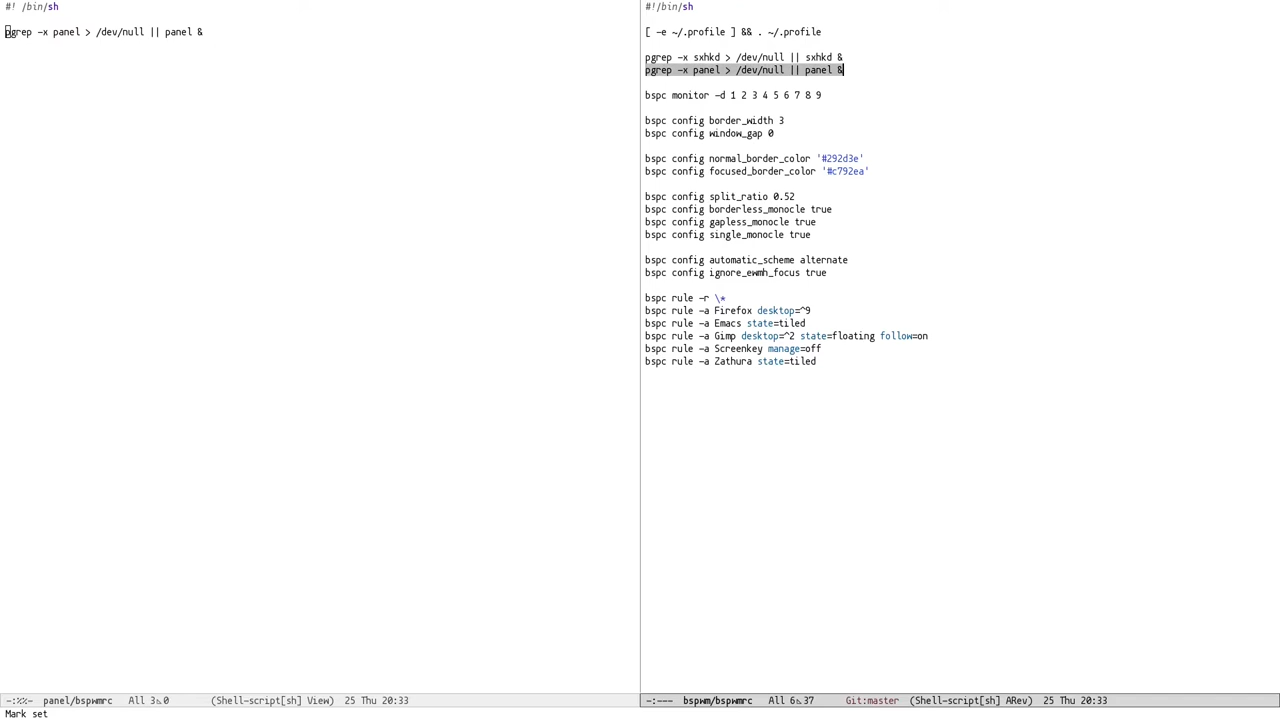 #! /bin/sh
pgrep -x panel > /dev/null || panel &
-:%%- panel/bspwmrc All 3:0 (Shell-script[sh] View) 25 Thu 20:33
#!/bin/sh
[ -e ~/.profile ] && . ~/.profile
pgrep -x sxhkd > /dev/null || sxhkd &
pgrep -x panel > /dev/null || panel &
bspc monitor -d 1 2 3 4 5 6 7 8 9
bspc config border_width 3
bspc config window_gap 0
bspc config normal_border_color '#292d3e'
bspc config focused_border_color '#c792ea'
bspc config split_ratio 0.52
bspc config borderless_monocle true
bspc config gapless_monocle true
bspc config single_monocle true
bspc config automatic_scheme alternate
bspc config ignore_ewmh_focus true
bspc rule -r \*
bspc rule -a Firefox desktop=^9
bspc rule -a Emacs state=tiled
bspc rule -a Gimp desktop=^2 state=floating follow=on
bspc rule -a Screenkey manage=off
bspc rule -a Zathura state=tiled
-:--- bspwm/bspwmrc All 6:37 Git:master (Shell-script[sh] ARev) 25 Thu 20:33
Mark set